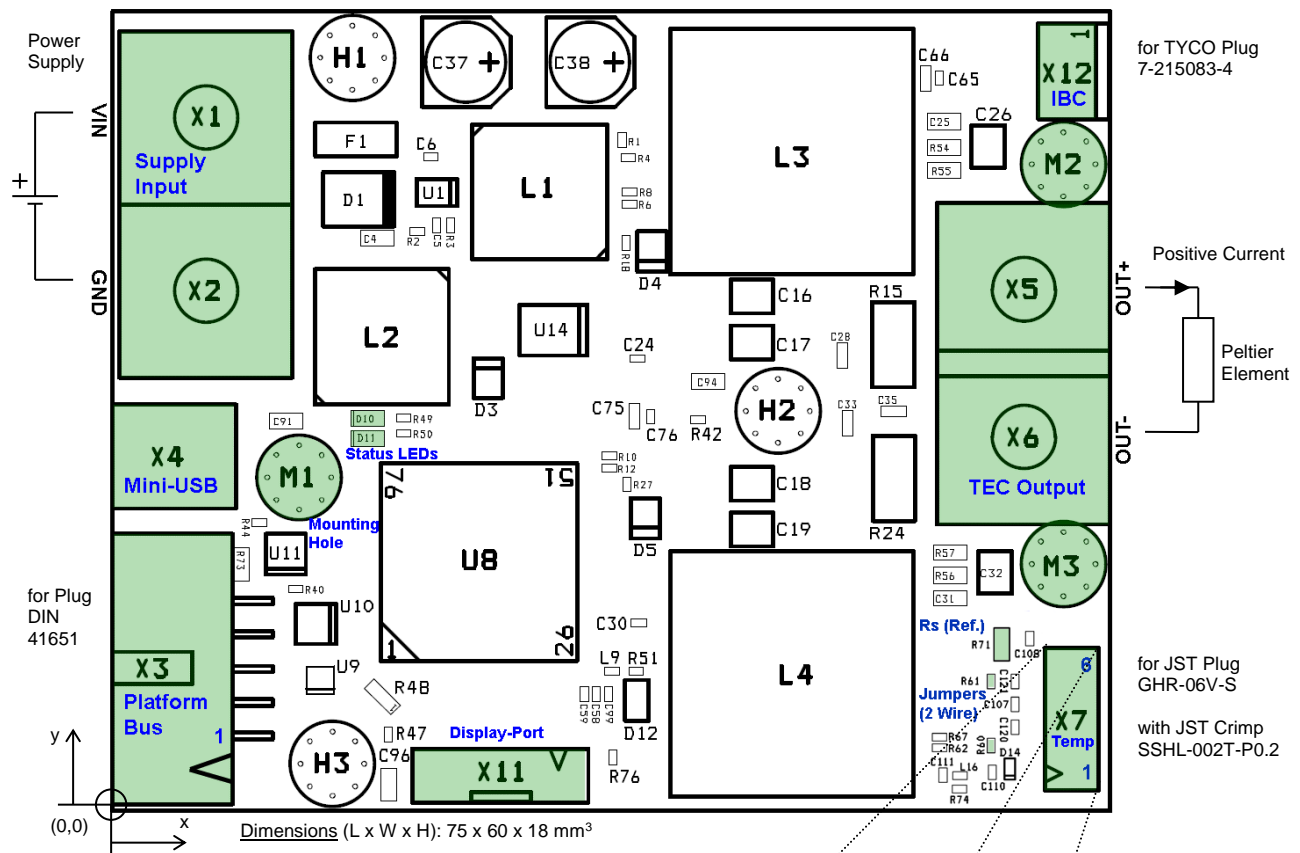 Power
Supply
VIN
+
GND
X1
Supply
Input
X2
H1
C37 +
C38 +
F1
C6
U1
D1
C4
R2
C5
R3
L1
R1
R4
R8
R6
R18
D4
L3
C66
C65
C25
R54
R55
C26
1
X12
IBC
M2
for TYCO Plug
7-215083-4
L2
U14
D3
C24
C16
C17
R15
C28
X5
OUT+
Positive Current
Peltier
Element
C94
C75
C76
R42
H2
C33
C35
X6
TEC Output
OUT-
X4
Mini-USB
C91
D10
R49
D11
R50
Status LEDs
M1
Mounting
Hole
R44
U11
R73
R40
U10
U9
76
51
U8
1
26
R10
R12
R27
D5
C18
C19
R24
R57
R56
C31
C32
M3
for Plug
DIN
41651
X3
Platform
Bus
1
R48
R47
H3
C96
Display-Port
X11
C30
L9
R51
C59
C58
C99
D12
R76
L4
Rs (Ref.)
R71
C108
R61
C121
Jumpers
(2 Wire)
C107
R67
R62
R60
C120
D14
C111
L16
R74
C110
6
X7
Temp
1
for JST Plug
GHR-06V-S
with JST Crimp
SSHL-002T-P0.2
y
(0,0)
x
Dimensions (L x W x H): 75 x 60 x 18 mm³